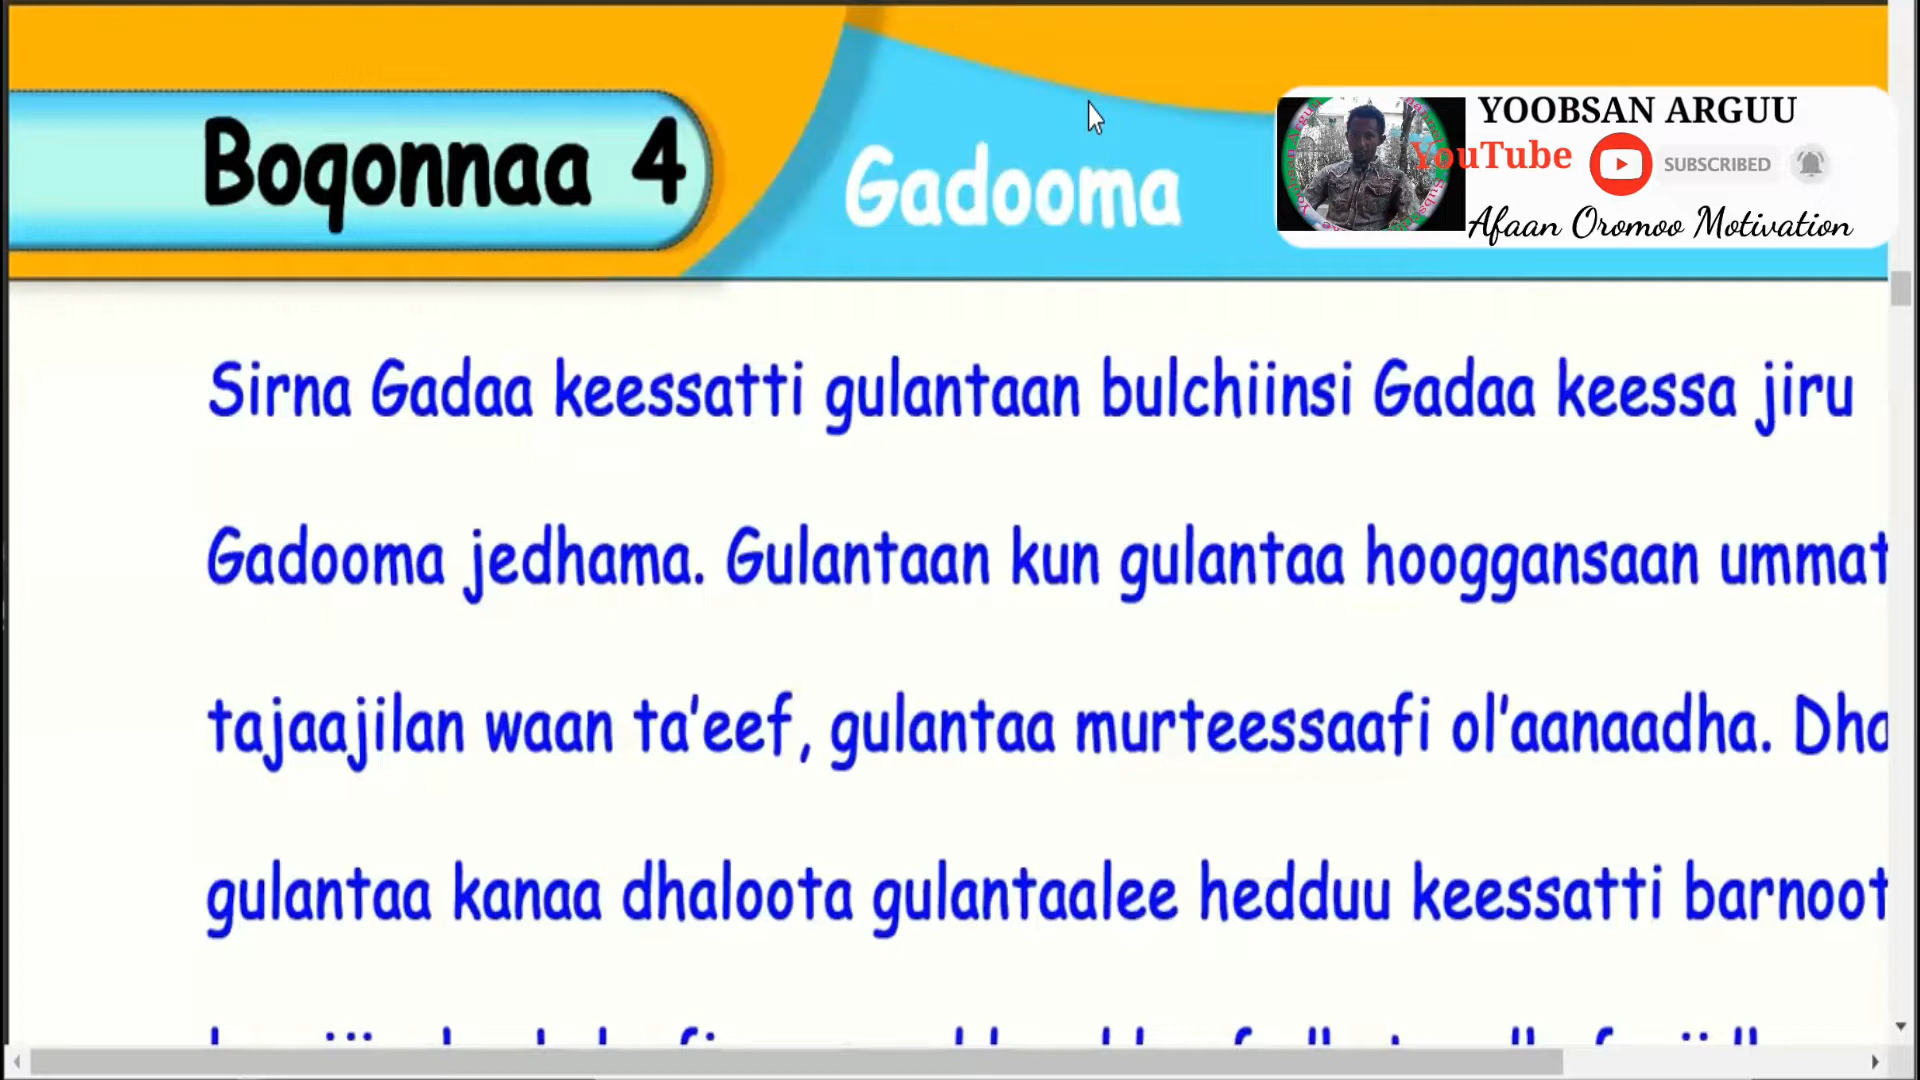 Boqonnaa 4
Gadooma
YOOBSAN ARGUU
YouTube SUBSCRIBED
Afaan Oromoo Motivation
Sirna Gadaa keessatti gulantaan bulchiinsi Gadaa keessa jiru
Gadooma jedhama. Gulantaan kun gulantaa hooggansaan ummat
tajaajilan waan ta'eef, gulantaa murteessaafi ol'aanaadha. Dha
gulantaa kanaa dhaloota gulantaalee hedduu keessatti barnoot